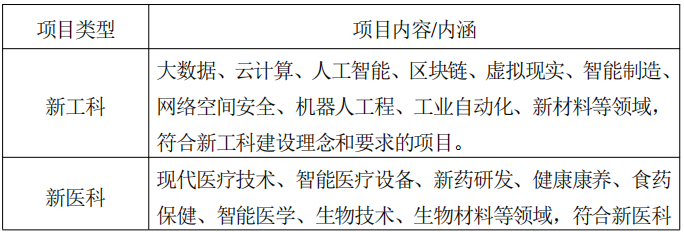 项目类型 项目内容/内涵
大数据、云计算、人工智能、区块链、虚拟现实、智能制造、
新工科 网络空间安全、机器人工程、工业自动化、新材料等领域，
符合新工科建设理念和要求的项目。
现代医疗技术、智能医疗设备、新药研发、健康康养、食药
新医科 保健、智能医学、生物技术、生物材料等领域，符合新医科